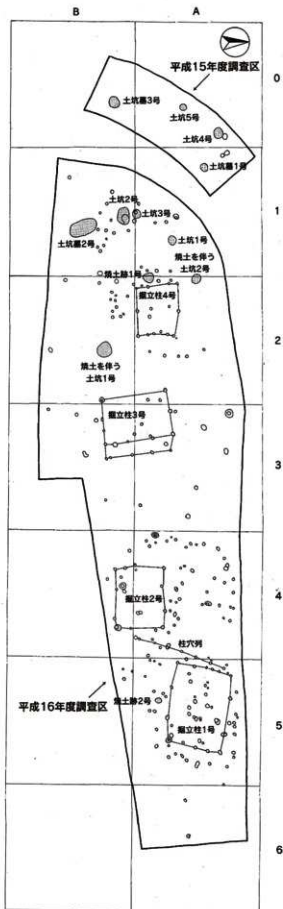 B A
平成15年度調査区
0
土坑墓3号
土坑5号
土坑4号
土坑墓1号
1
土坑2号
土坑3号
土坑墓2号
土坑1号
焼土跡1号
焼土を伴う
土坑2号
掘立柱4号
2
焼土を伴う
土坑1号
掘立柱3号
3
掘立柱2号
4
柱穴列
平成16年度調査区
焼土跡2号
掘立柱1号
5
6